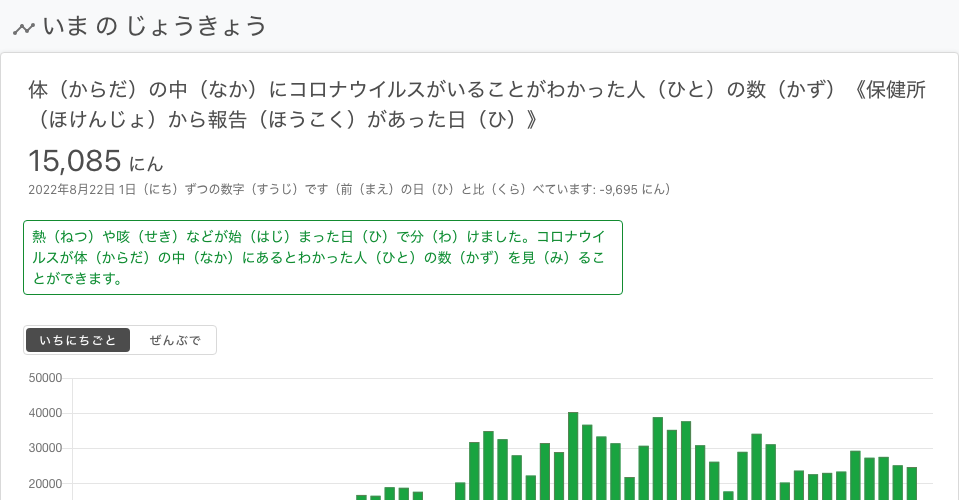 いま の じょうきょう
体（からだ）の中（なか）にコロナウイルスがいることがわかった人（ひと）の数（かず）《保健所
（ほけんじょ）から報告（ほうこく）があった日（ひ）》
15,085 にん
2022年8月22日 1日（にち）ずつの数字（すうじ）です（前（まえ）の日（ひ）と比（くら）べています: -9,695 にん）
熱（ねつ）や咳（せき）などが始（はじ）まった日（ひ）で分（わ）けました。コロナウイ
ルスが体（からだ）の中（なか）にあるとわかった人（ひと）の数（かず）を見（み）るこ
とができます。
いちにちごと ぜんぶで
50000
40000
30000
20000